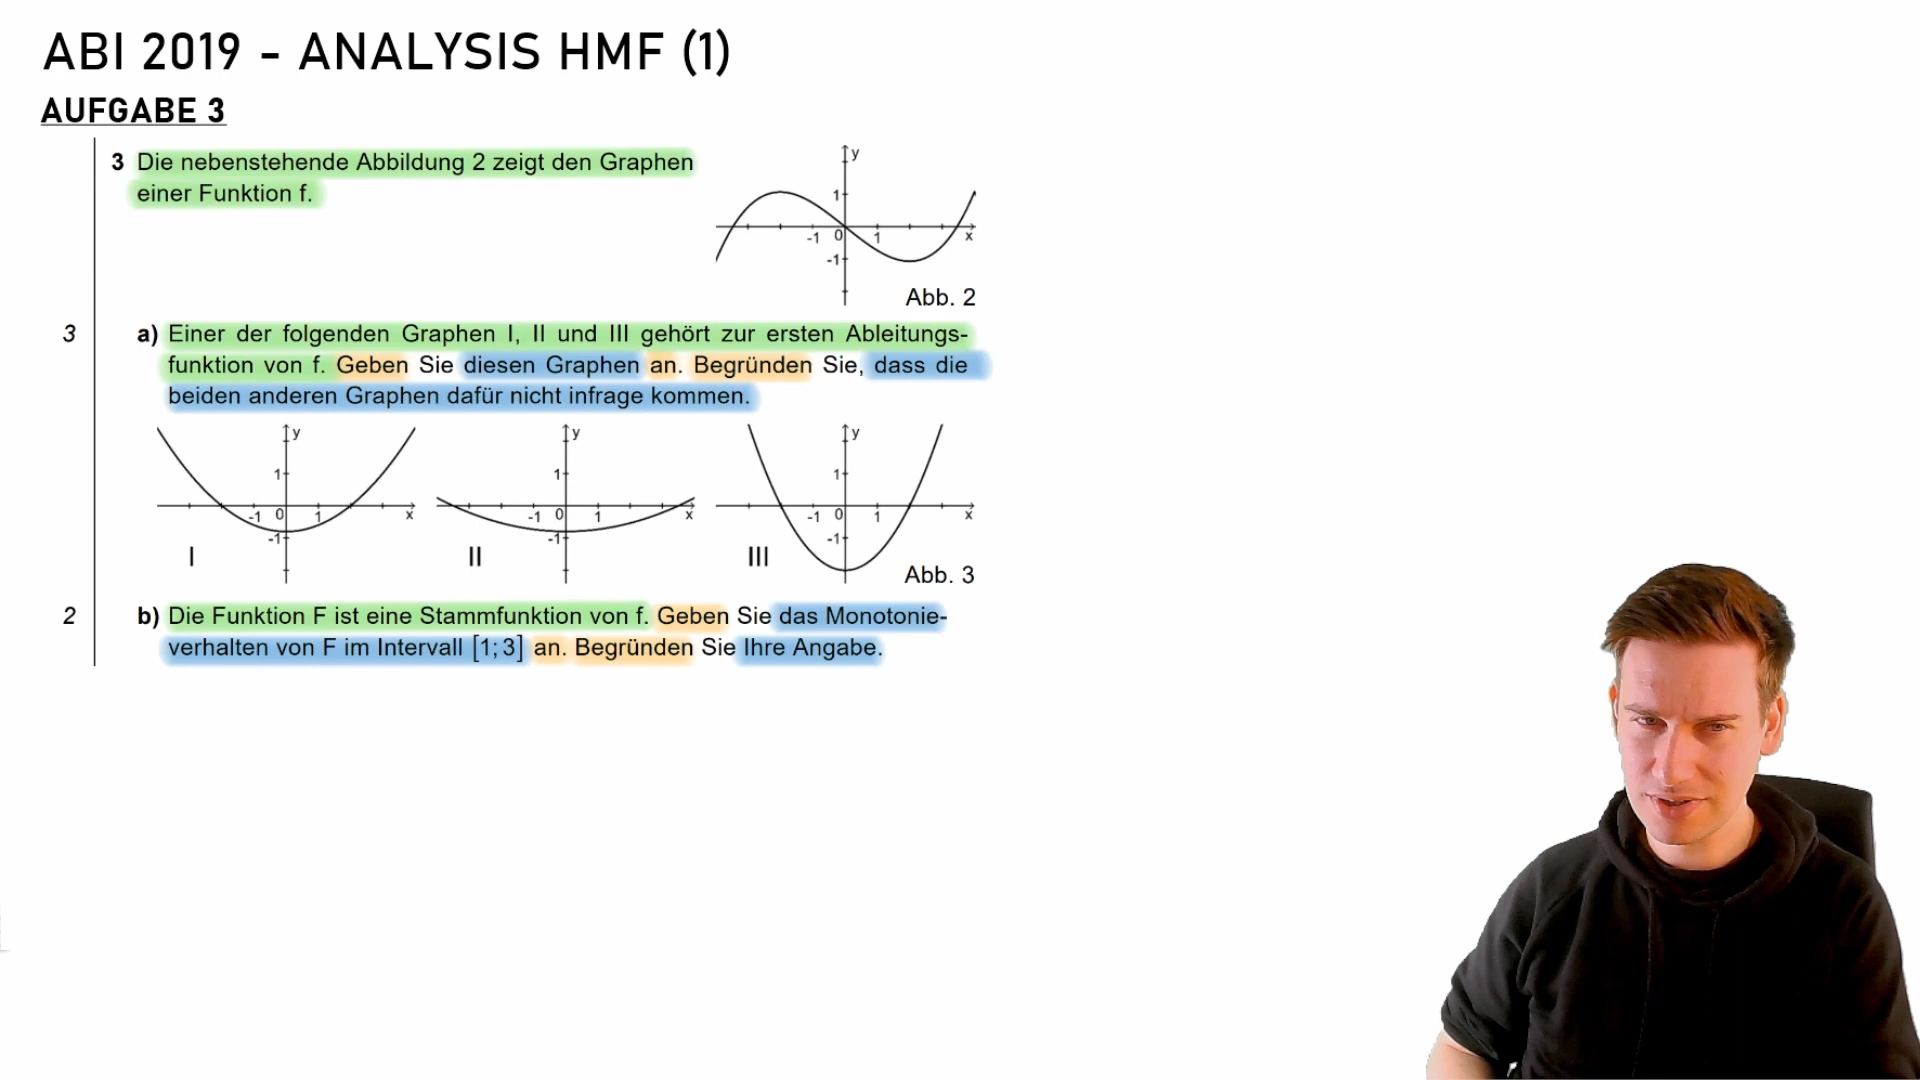 ABI 2019 - ANALYSIS HMF (1)
AUFGABE 3
3 Die nebenstehende Abbildung 2 zeigt den Graphen
einer Funktion f.
y
1
-1 0 1 x
-1
Abb. 2
3 a) Einer der folgenden Graphen I, II und III gehört zur ersten Ableitungs-
funktion von f. Geben Sie diesen Graphen an. Begründen Sie, dass die
beiden anderen Graphen dafür nicht infrage kommen.
y y y
1 1 1
-1 0 1 x -1 0 1 x -1 0 1 x
-1 -1 -1
I II III
Abb. 3
2 b) Die Funktion F ist eine Stammfunktion von f. Geben Sie das Monotonie-
verhalten von F im Intervall [1;3] an. Begründen Sie Ihre Angabe.